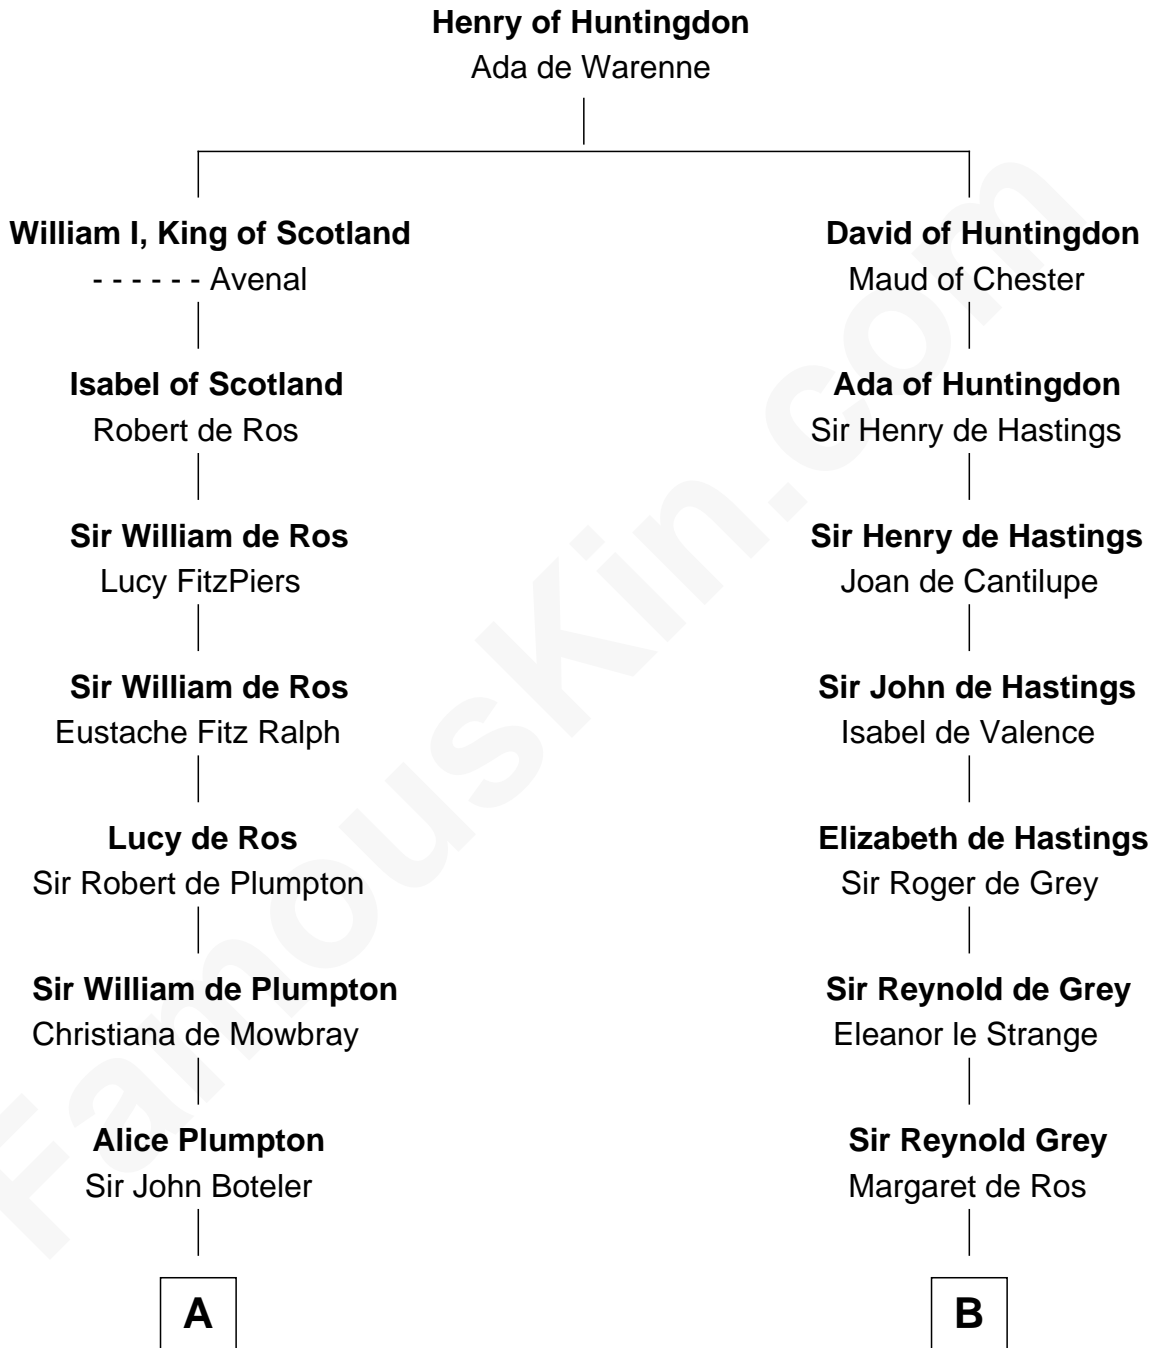 Henry of Huntingdon
Ada de Warenne
William I, King of Scotland
- - - - - - Avenal
David of Huntingdon
Maud of Chester
Isabel of Scotland
Robert de Ros
Ada of Huntingdon
Sir Henry de Hastings
Sir William de Ros
Lucy FitzPiers
Sir Henry de Hastings
Joan de Cantilupe
Sir William de Ros
Eustache Fitz Ralph
Sir John de Hastings
Isabel de Valence
Lucy de Ros
Sir Robert de Plumpton
Elizabeth de Hastings
Sir Roger de Grey
Sir William de Plumpton
Christiana de Mowbray
Sir Reynold de Grey
Eleanor le Strange
Alice Plumpton
Sir John Boteler
Sir Reynold Grey
Margaret de Ros
A
B
FamousKin.com